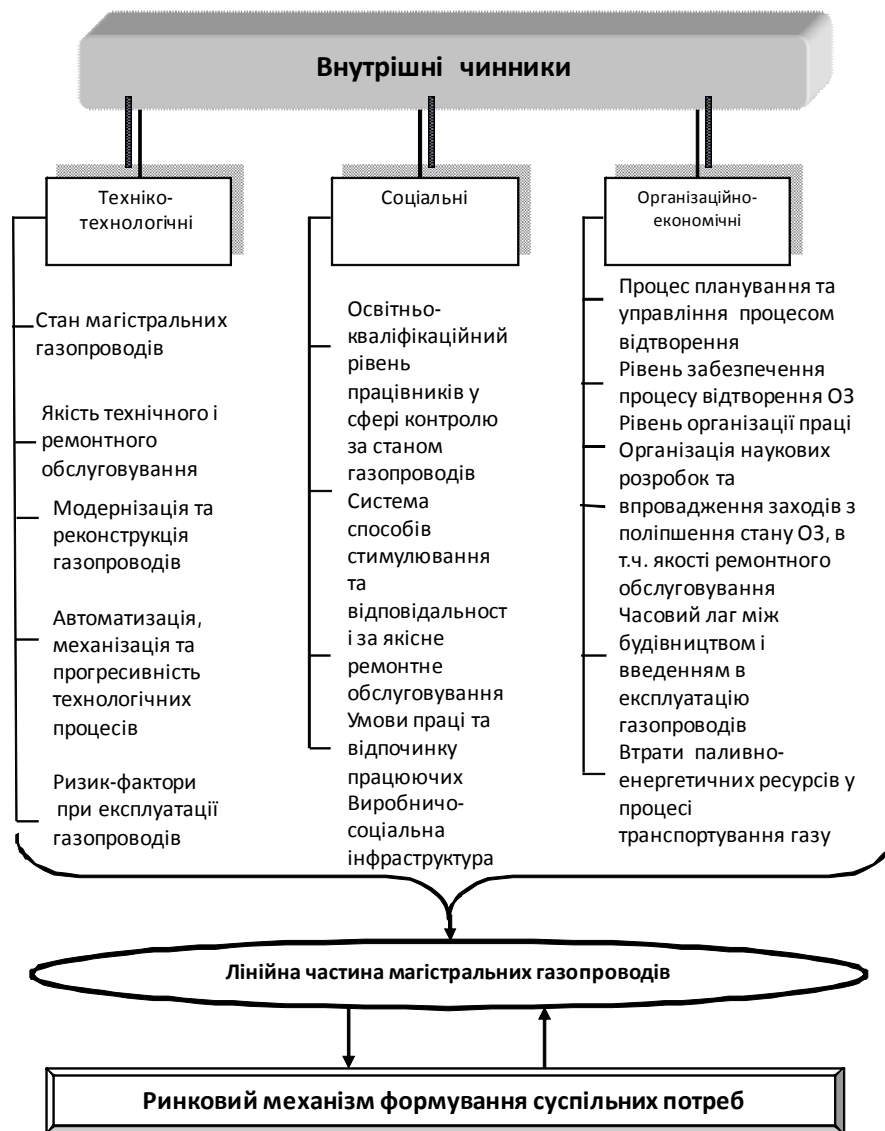 Внутрішні чинники
Техніко-
технологічні
Стан магістральних
газопроводів
Якість технічного і
ремонтного
обслуговування
Модернізація та
реконструкція
газопроводів
Автоматизація,
механізація та
прогресивність
технологічних
процесів
Ризик-фактори
при експлуатації
газопроводів
Соціальні
Освітньо-
кваліфікаційний
рівень
працівників у
сфері контролю
за станом
газопроводів
Система
способів
стимулювання
та
відповідальност
і за якісне
ремонтне
обслуговування
Умови праці та
відпочинку
працюючих
Виробничо-
соціальна
інфраструктура
Організаційно-
економічні
Процес планування та
управління процесом
відтворення
Рівень забезпечення
процесу відтворення ОЗ
Рівень організації праці
Організація наукових
розробок та
впровадження заходів з
поліпшення стану ОЗ, в
т.ч. якості ремонтного
обслуговування
Часовий лаг між
будівництвом і
введенням в
експлуатацію
газопроводів
Втрати паливно-
енергетичних ресурсів у
процесі
транспортування газу
Лінійна частина магістральних газопроводів
Ринковий механізм формування суспільних потреб